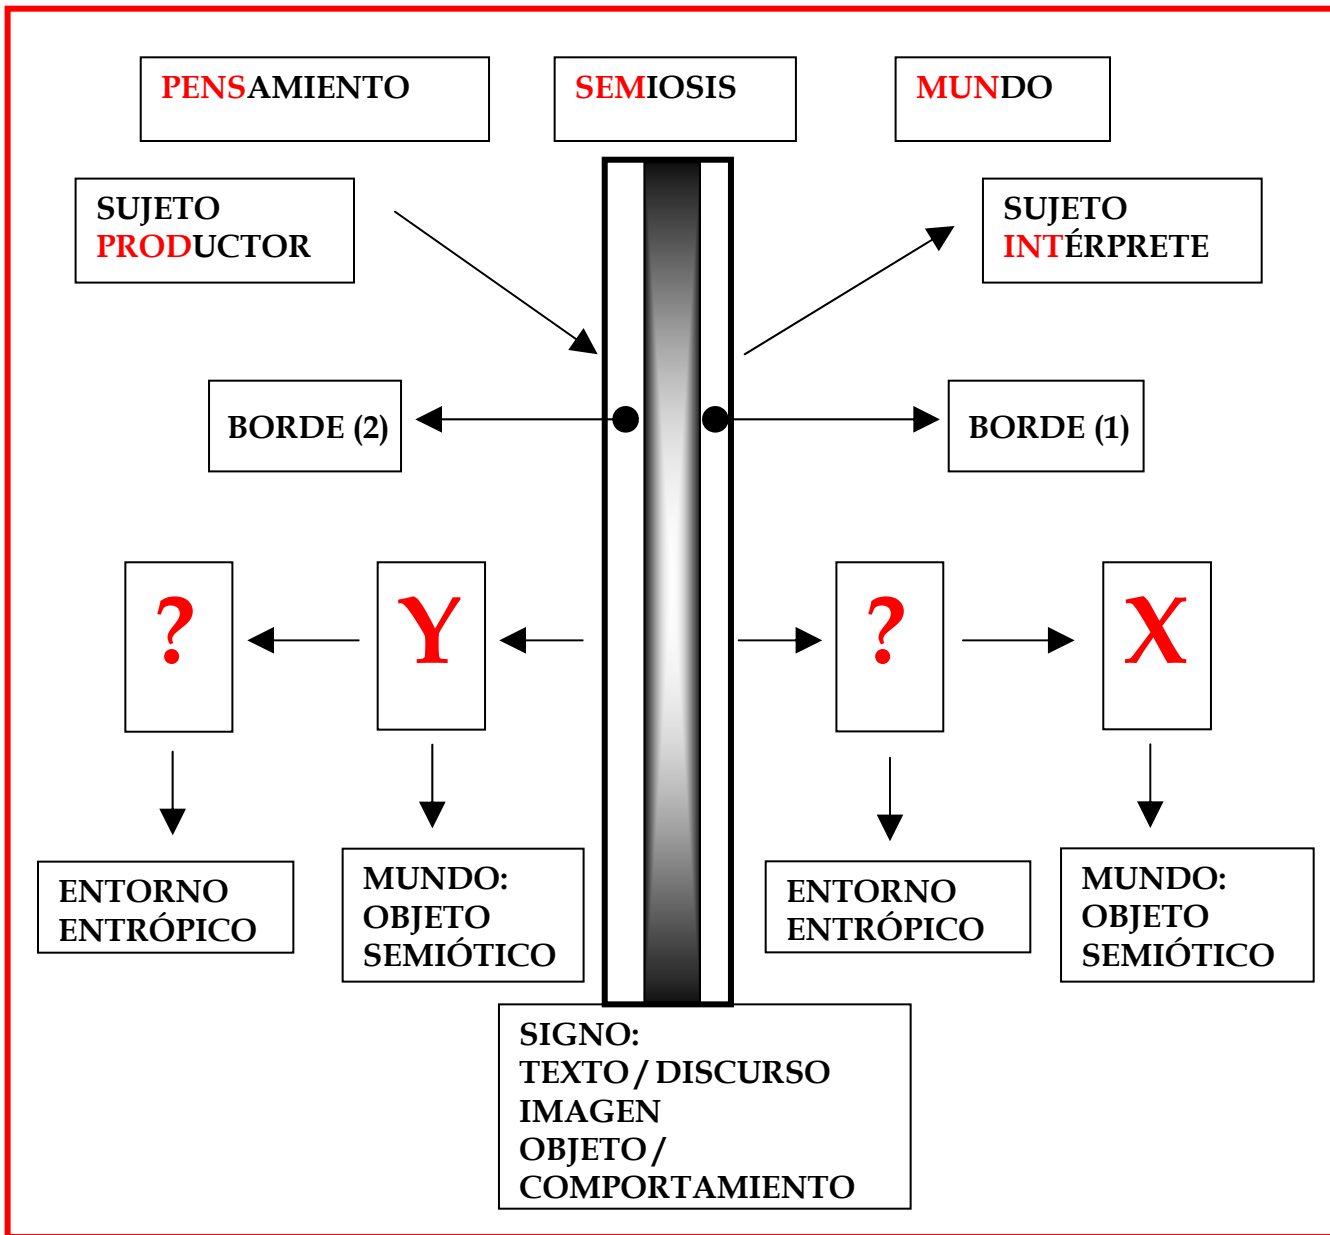 PENSAMIENTO
SEMIOSIS
MUNDO
SUJETO
PRODUCTOR
SUJETO
INTÉRPRETE
BORDE (2)
BORDE (1)
?
Y
?
X
ENTORNO
ENTRÓPICO
MUNDO:
OBJETO
SEMIÓTICO
ENTORNO
ENTRÓPICO
MUNDO:
OBJETO
SEMIÓTICO
SIGNO:
TEXTO / DISCURSO
IMAGEN
OBJETO /
COMPORTAMIENTO